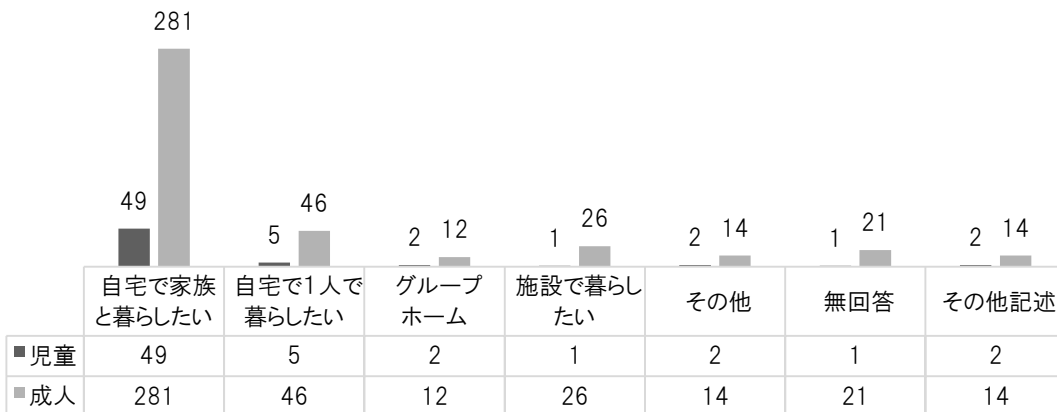 281
49
5
46
2
12
1
26
2
14
1
21
2
14
自宅で家族
と暮らしたい
自宅で1人で
暮らしたい
グループ
ホーム
施設で暮らし
たい
その他
無回答
その他記述
児童 49 5 2 1 2 1 2
成人 281 46 12 26 14 21 14